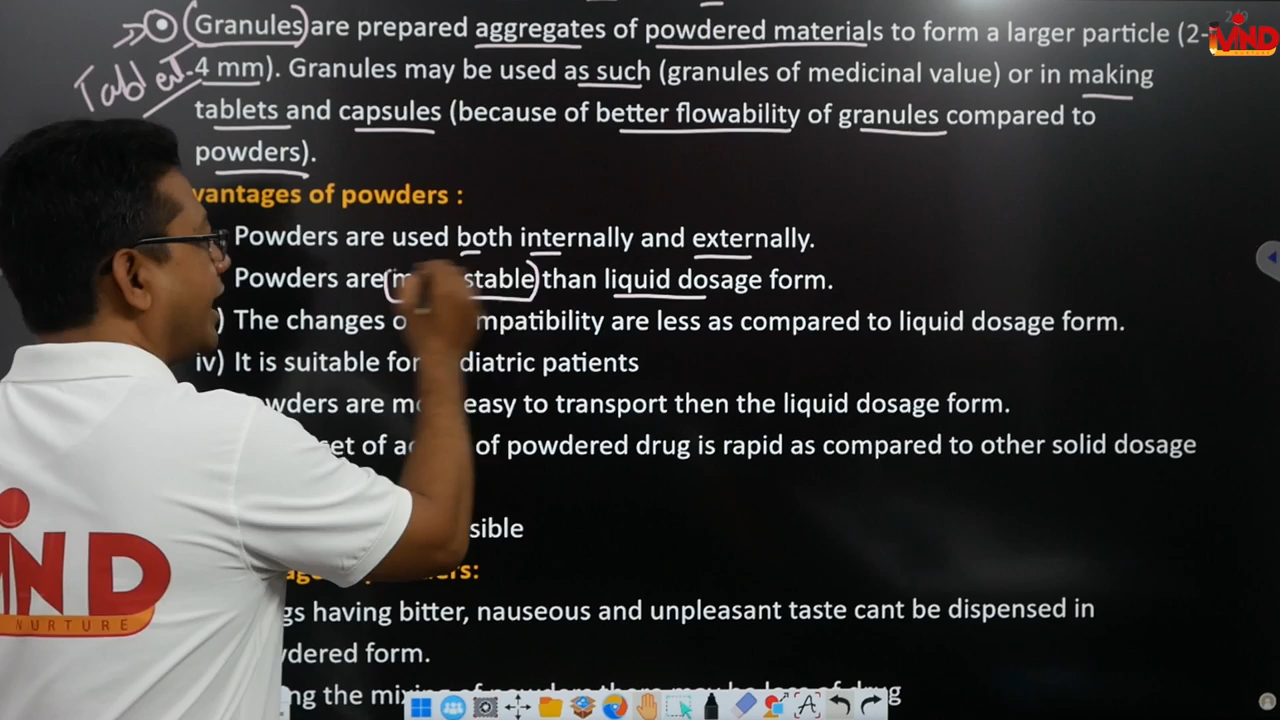 Granules are prepared aggregates of powdered materials to form a larger particle (2-
4 mm). Granules may be used as such (granules of medicinal value) or in making
Tablet
tablets and capsules (because of better flowability of granules compared to
powders).
vantages of powders :
Powders are used both internally and externally.
Powders are stable than liquid dosage form.
) The changes mpatibility are less as compared to liquid dosage form.
iv) It is suitable for diatric patients
wders are easy to transport then the liquid dosage form.
set of of powdered drug is rapid as compared to other solid dosage
sible
rs:
gs having bitter, nauseous and unpleasant taste cant be dispensed in
dered form.
ng the
MIND
ND
NURTURE